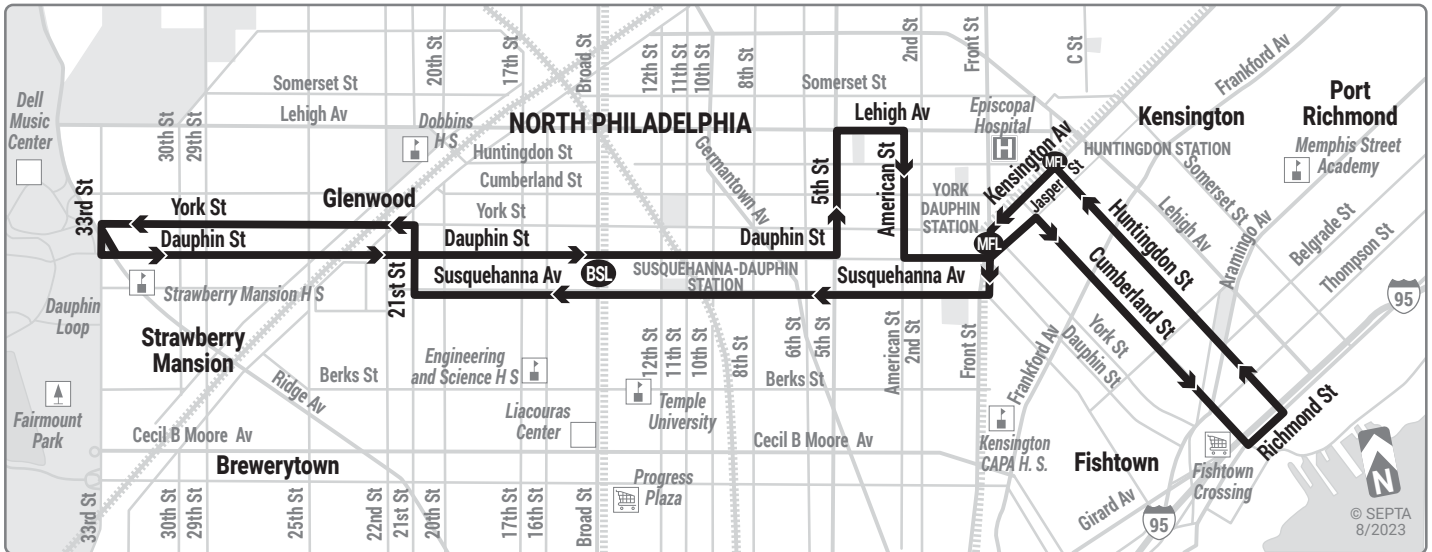 Dell
Music
Center
33rd St
30th St
29th St
Somerset St
Lehigh Av
20th St
17th St
Broad St
12th St
11th St
10th St
8th St
Somerset St
2nd St
Front St
C St
Frankford Av
Dobbins
H S
NORTH PHILADELPHIA
Lehigh Av
Episcopal
Hospital
H
Kensington
Port
Richmond
Memphis Street
Academy
Huntingdon St
Cumberland St
York St
Germantown Av
5th St
American St
YORK
DAUPHIN
STATION
Kensington Av
MFL
HUNTINGDON STATION
Jasper St
Somerset St
Lehigh Av
Aramingo Av
Belgrade St
Thompson St
Glenwood
York St
Dauphin St
Dauphin St
Dauphin St
MFL
Huntingdon St
Cumberland St
21st St
Susquehanna Av
BSL
SUSQUEHANNA-DAUPHIN
STATION
Susquehanna Av
Strawberry Mansion H S
Dauphin
Loop
Strawberry
Mansion
95
Ridge Av
Berks St
Engineering
and Science H S
12th St
11th St
10th St
8th St
6th St
5th St
American St
2nd St
Front St
Berks St
Frankford Av
York St
Dauphin St
Fairmount
Park
Liacouras
Center
Temple
University
Cecil B Moore Av
Cecil B Moore Av
Kensington
CAPA H. S.
Fishtown
Richmond St
Fishtown
Crossing
Brewerytown
Progress
Plaza
Girard Av
95
33rd St
30th St
29th St
25th St
22nd St
21st St
20th St
17th St
16th St
Broad St
N
© SEPTA
8/2023